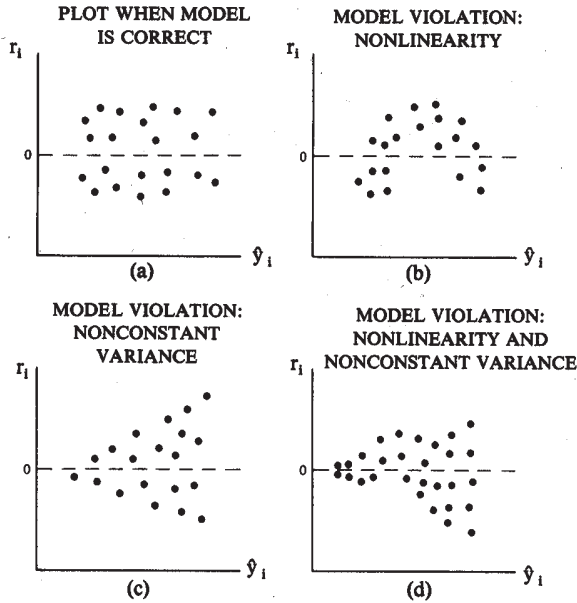 PLOT WHEN MODEL
IS CORRECT
rᵢ
0
ŷᵢ
(a)
MODEL VIOLATION:
NONLINEARITY
rᵢ
0
ŷᵢ
(b)
MODEL VIOLATION:
NONCONSTANT
VARIANCE
rᵢ
0
ŷᵢ
(c)
MODEL VIOLATION:
NONLINEARITY AND
NONCONSTANT VARIANCE
rᵢ
0
ŷᵢ
(d)